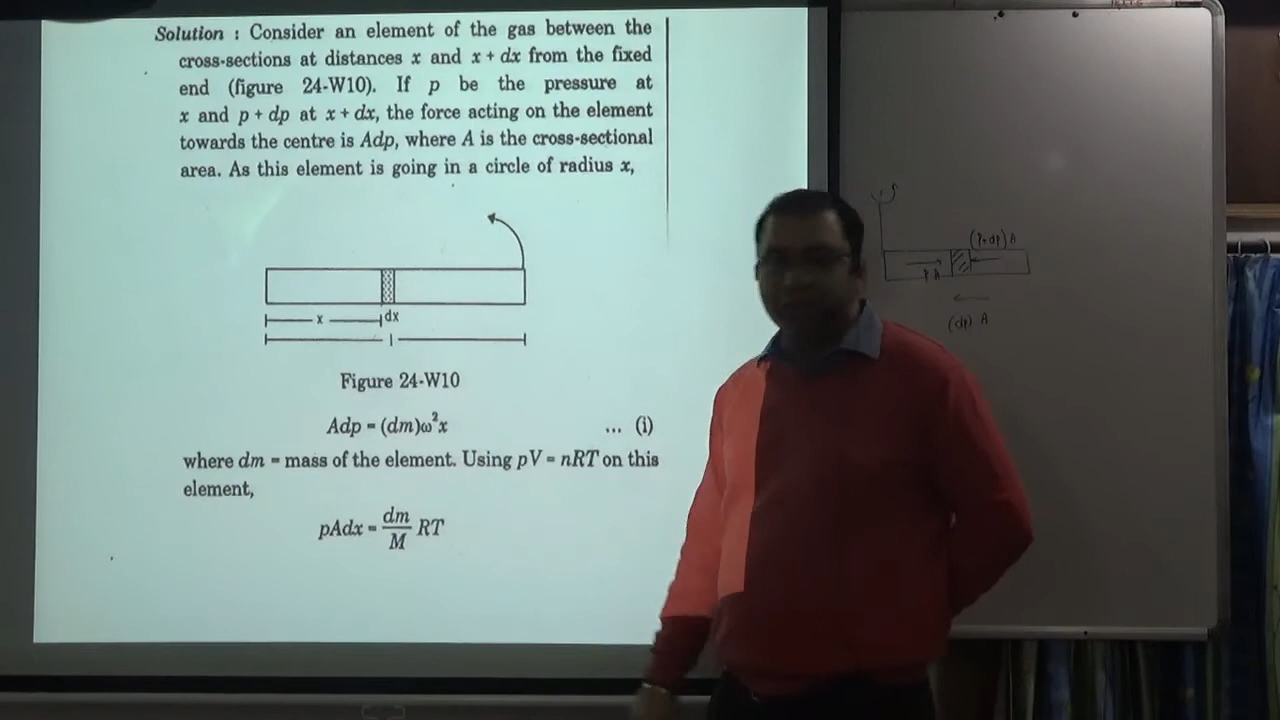 Solution : Consider an element of the gas between the
cross-sections at distances x and x + dx from the fixed
end (figure 24-W10). If p be the pressure at
x and p + dp at x + dx, the force acting on the element
towards the centre is Adp, where A is the cross-sectional
area. As this element is going in a circle of radius x,
x
dx
l
Figure 24-W10
Adp = (dm)ω²x ... (i)
where dm = mass of the element. Using pV = nRT on this
element,
pAdx = dm/M RT
(P+dP) A
P A
(dP) A